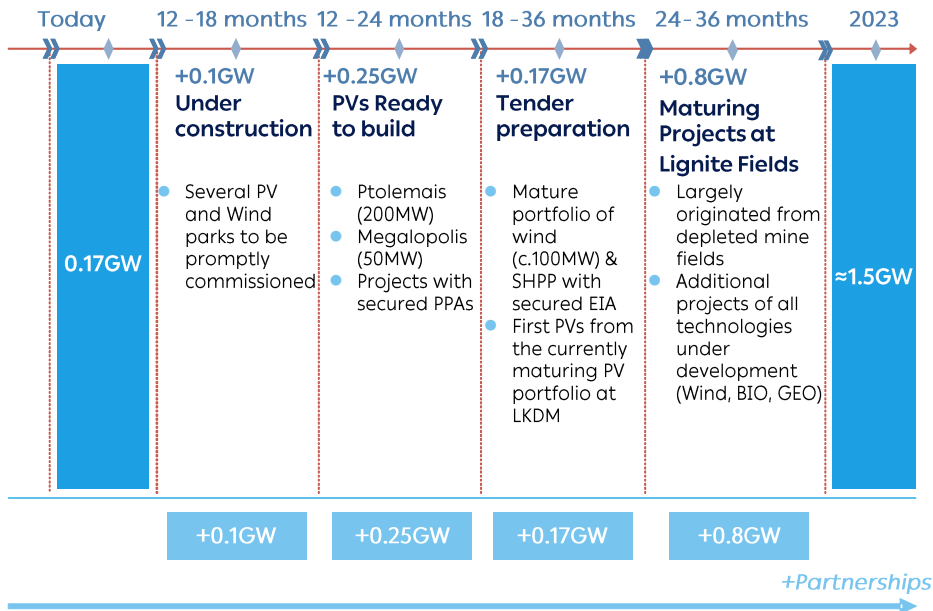 Today
12 -18 months
12 -24 months
18 -36 months
24-36 months
2023
0.17GW
+0.1GW
Under
construction
Several PV
and Wind
parks to be
promptly
commissioned
+0.25GW
PVs Ready
to build
Ptolemais
(200MW)
Megalopolis
(50MW)
Projects with
secured PPAs
+0.17GW
Tender
preparation
Mature
portfolio of
wind
(c.100MW) &
SHPP with
secured EIA
First PVs from
the currently
maturing PV
portfolio at
LKDM
+0.8GW
Maturing
Projects at
Lignite Fields
Largely
originated from
depleted mine
fields
Additional
projects of all
technologies
under
development
(Wind, BIO, GEO)
≈1.5GW
+0.1GW
+0.25GW
+0.17GW
+0.8GW
+Partnerships